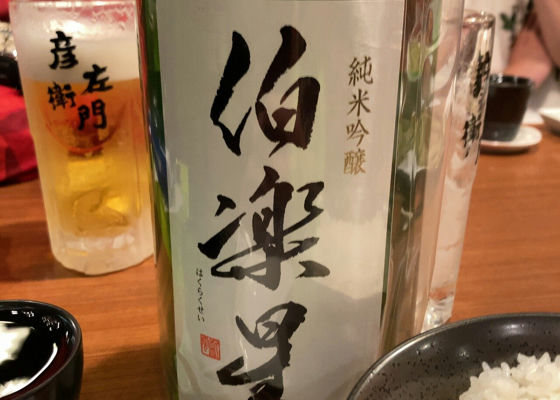 純米吟醸
伯楽星
はくらくせい
彦左衛門